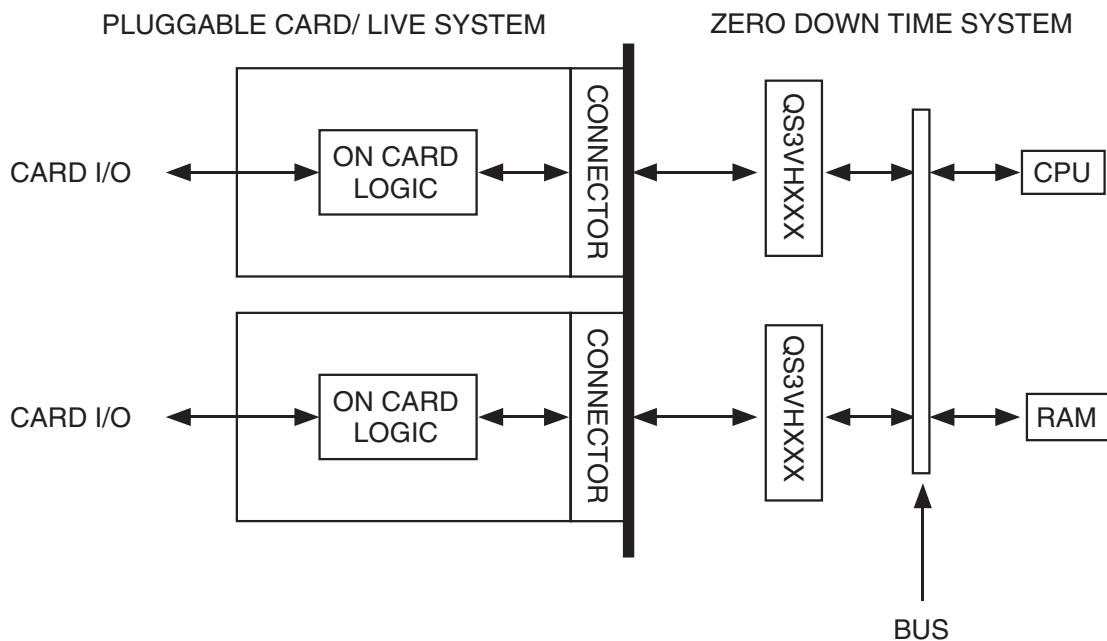 PLUGGABLE CARD/ LIVE SYSTEM
ZERO DOWN TIME SYSTEM
CARD I/O
ON CARD
LOGIC
CONNECTOR
QS3VHXXX
CPU
CARD I/O
ON CARD
LOGIC
CONNECTOR
QS3VHXXX
RAM
BUS